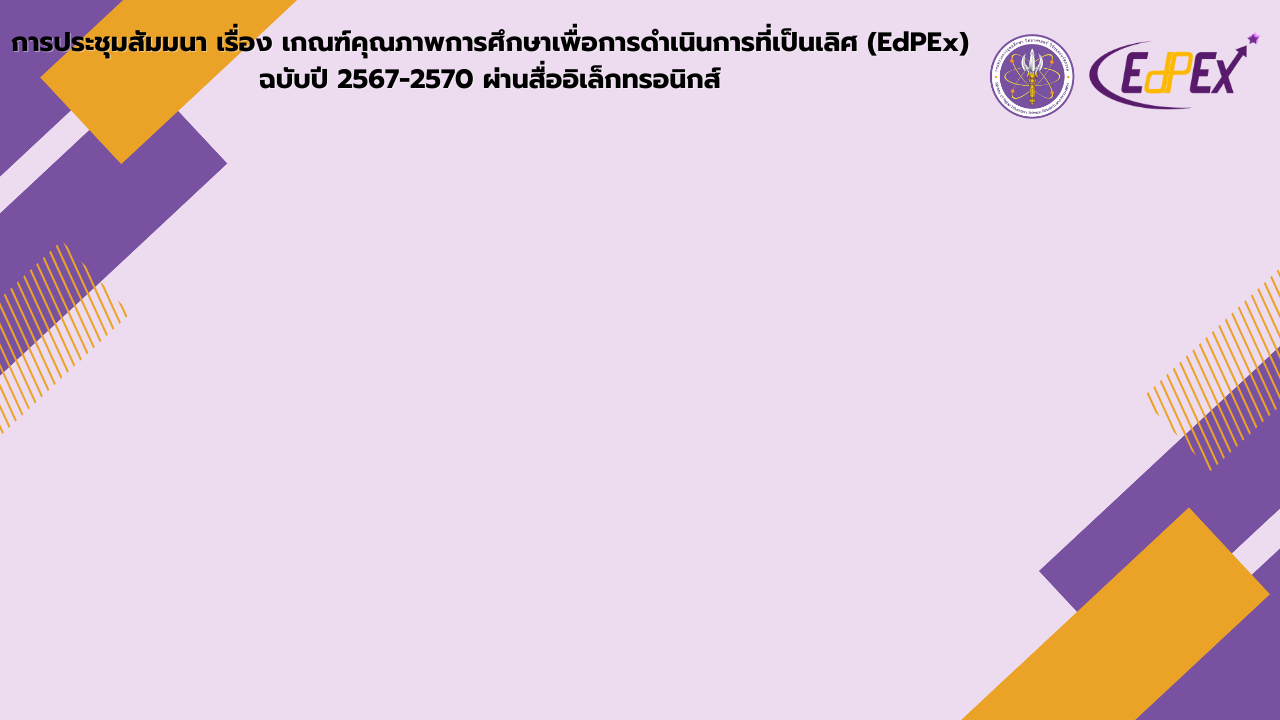 การประชุมสัมมนา เรื่อง เกณฑ์คุณภาพการศึกษาเพื่อการดำเนินการที่เป็นเลิศ (EdPEx)
ฉบับปี 2567-2570 ผ่านสื่ออิเล็กทรอนิกส์
EdPEX